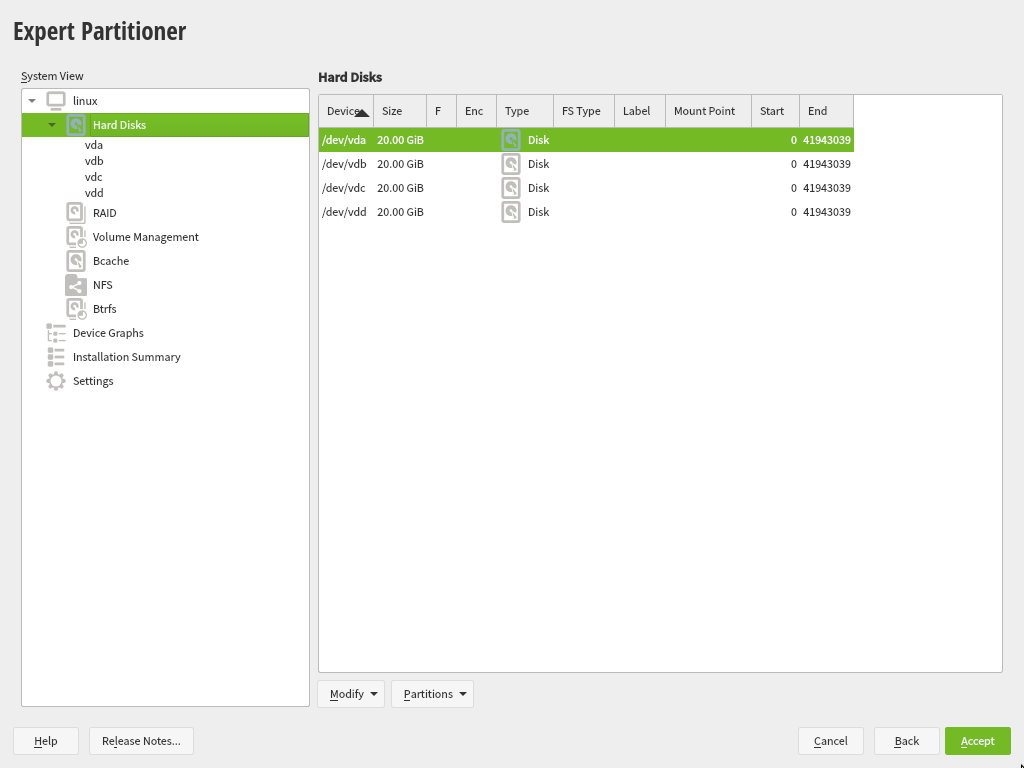 Expert Partitioner
System View
linux
Hard Disks
vda
vdb
vdc
vdd
RAID
Volume Management
Bcache
NFS
Btrfs
Device Graphs
Installation Summary
Settings
Hard Disks
Device Size F Enc Type FS Type Label Mount Point Start End
/dev/vda 20.00 GiB Disk 0 41943039
/dev/vdb 20.00 GiB Disk 0 41943039
/dev/vdc 20.00 GiB Disk 0 41943039
/dev/vdd 20.00 GiB Disk 0 41943039
Modify Partitions
Help Release Notes... Cancel Back Accept